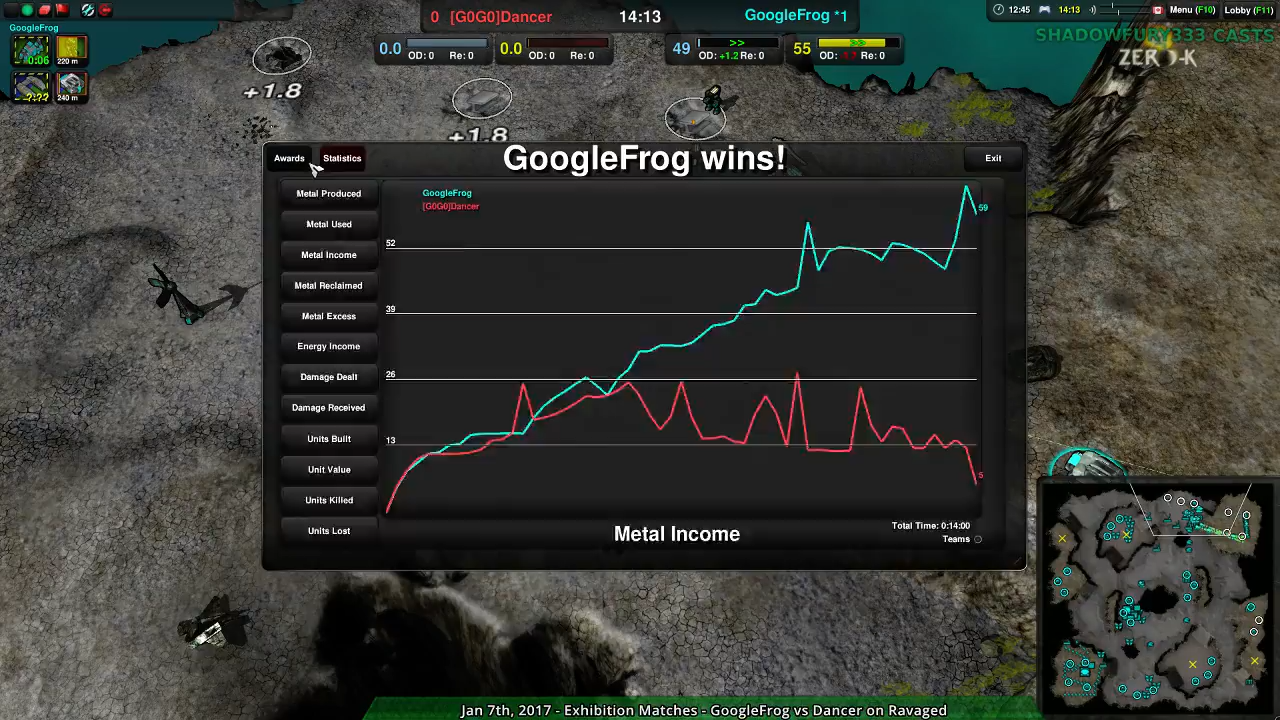 0 [G0G0]Dancer 14:13 GoogleFrog *1
12:45 14:13 Menu (F10) Lobby (F11)
GoogleFrog
0.0 OD: 0 Re: 0 0.0 OD: 0 Re: 0 49 >> OD: +1.2 Re: 0 55 >> OD: Re: 0
SHADOWFURY333 CASTS
ZERO-K
0:06 220 m
?:?? 240 m
+1.8
+1.8
Awards Statistics GoogleFrog wins! Exit
Metal Produced
Metal Used
Metal Income
Metal Reclaimed
Metal Excess
Energy Income
Damage Dealt
Damage Received
Units Built
Unit Value
Units Killed
Units Lost
GoogleFrog
[G0G0]Dancer
59
52
39
26
13
5
Metal Income
Total Time: 0:14:00
Teams
Jan 7th, 2017 - Exhibition Matches - GoogleFrog vs Dancer on Ravaged